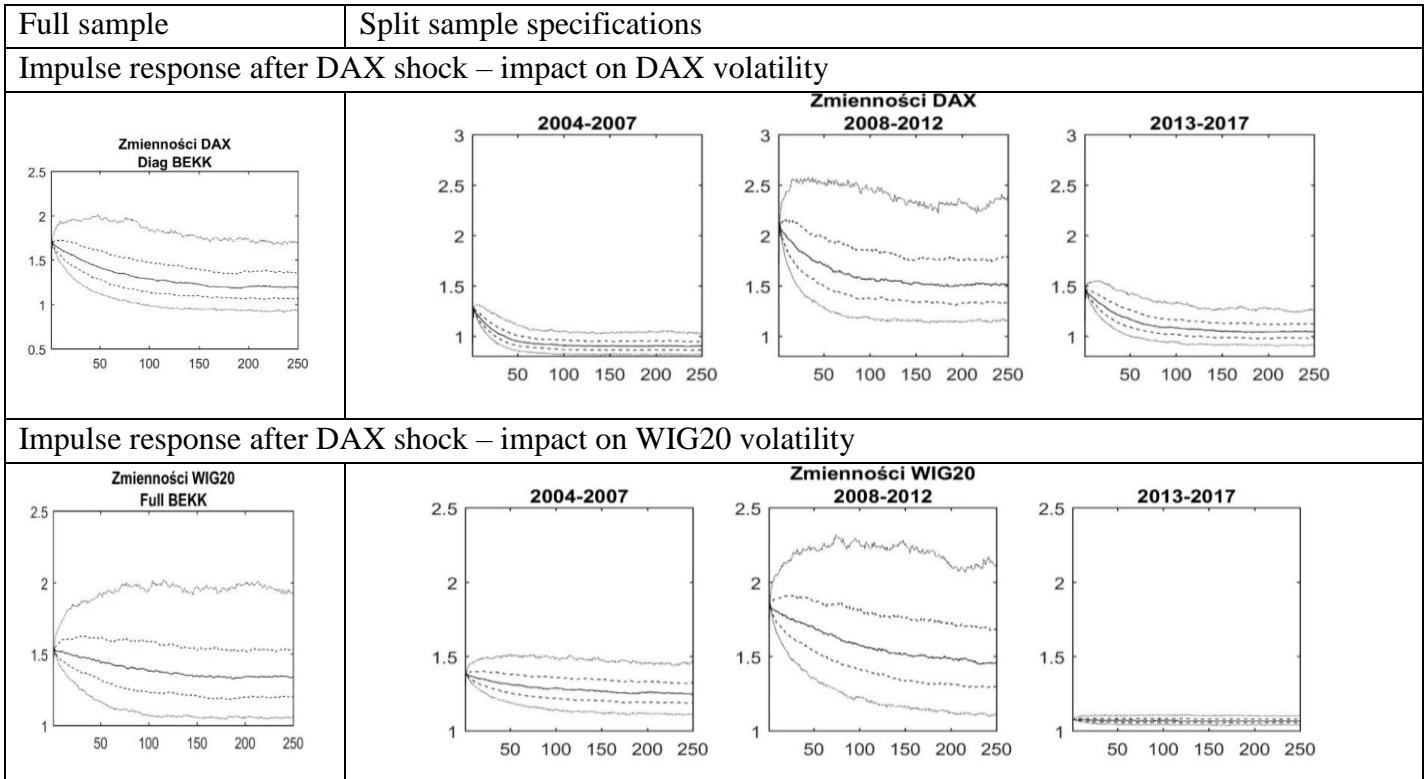 Full sample
Split sample specifications
Impulse response after DAX shock – impact on DAX volatility
Zmienności DAX
Diag BEKK
2.5
2
1.5
1
0.5
50 100 150 200 250
Zmienności DAX
2004-2007
3
2.5
2
1.5
1
50 100 150 200 250
2008-2012
3
2.5
2
1.5
1
50 100 150 200 250
2013-2017
3
2.5
2
1.5
1
50 100 150 200 250
Impulse response after DAX shock – impact on WIG20 volatility
Zmienności WIG20
Full BEKK
2.5
2
1.5
1
50 100 150 200 250
Zmienności WIG20
2004-2007
2.5
2
1.5
1
50 100 150 200 250
2008-2012
2.5
2
1.5
1
50 100 150 200 250
2013-2017
2.5
2
1.5
1
50 100 150 200 250